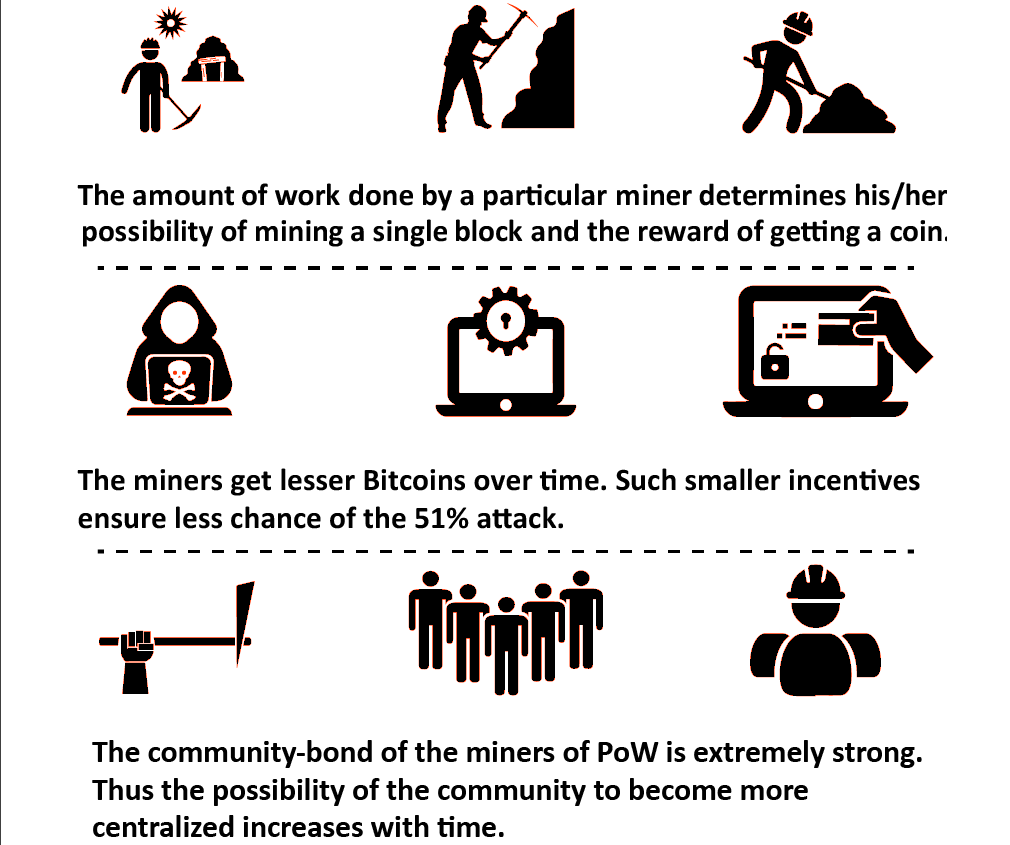 The amount of work done by a particular miner determines his/her
possibility of mining a single block and the reward of getting a coin.
The miners get lesser Bitcoins over time. Such smaller incentives
ensure less chance of the 51% attack.
The community-bond of the miners of PoW is extremely strong.
Thus the possibility of the community to become more
centralized increases with time.